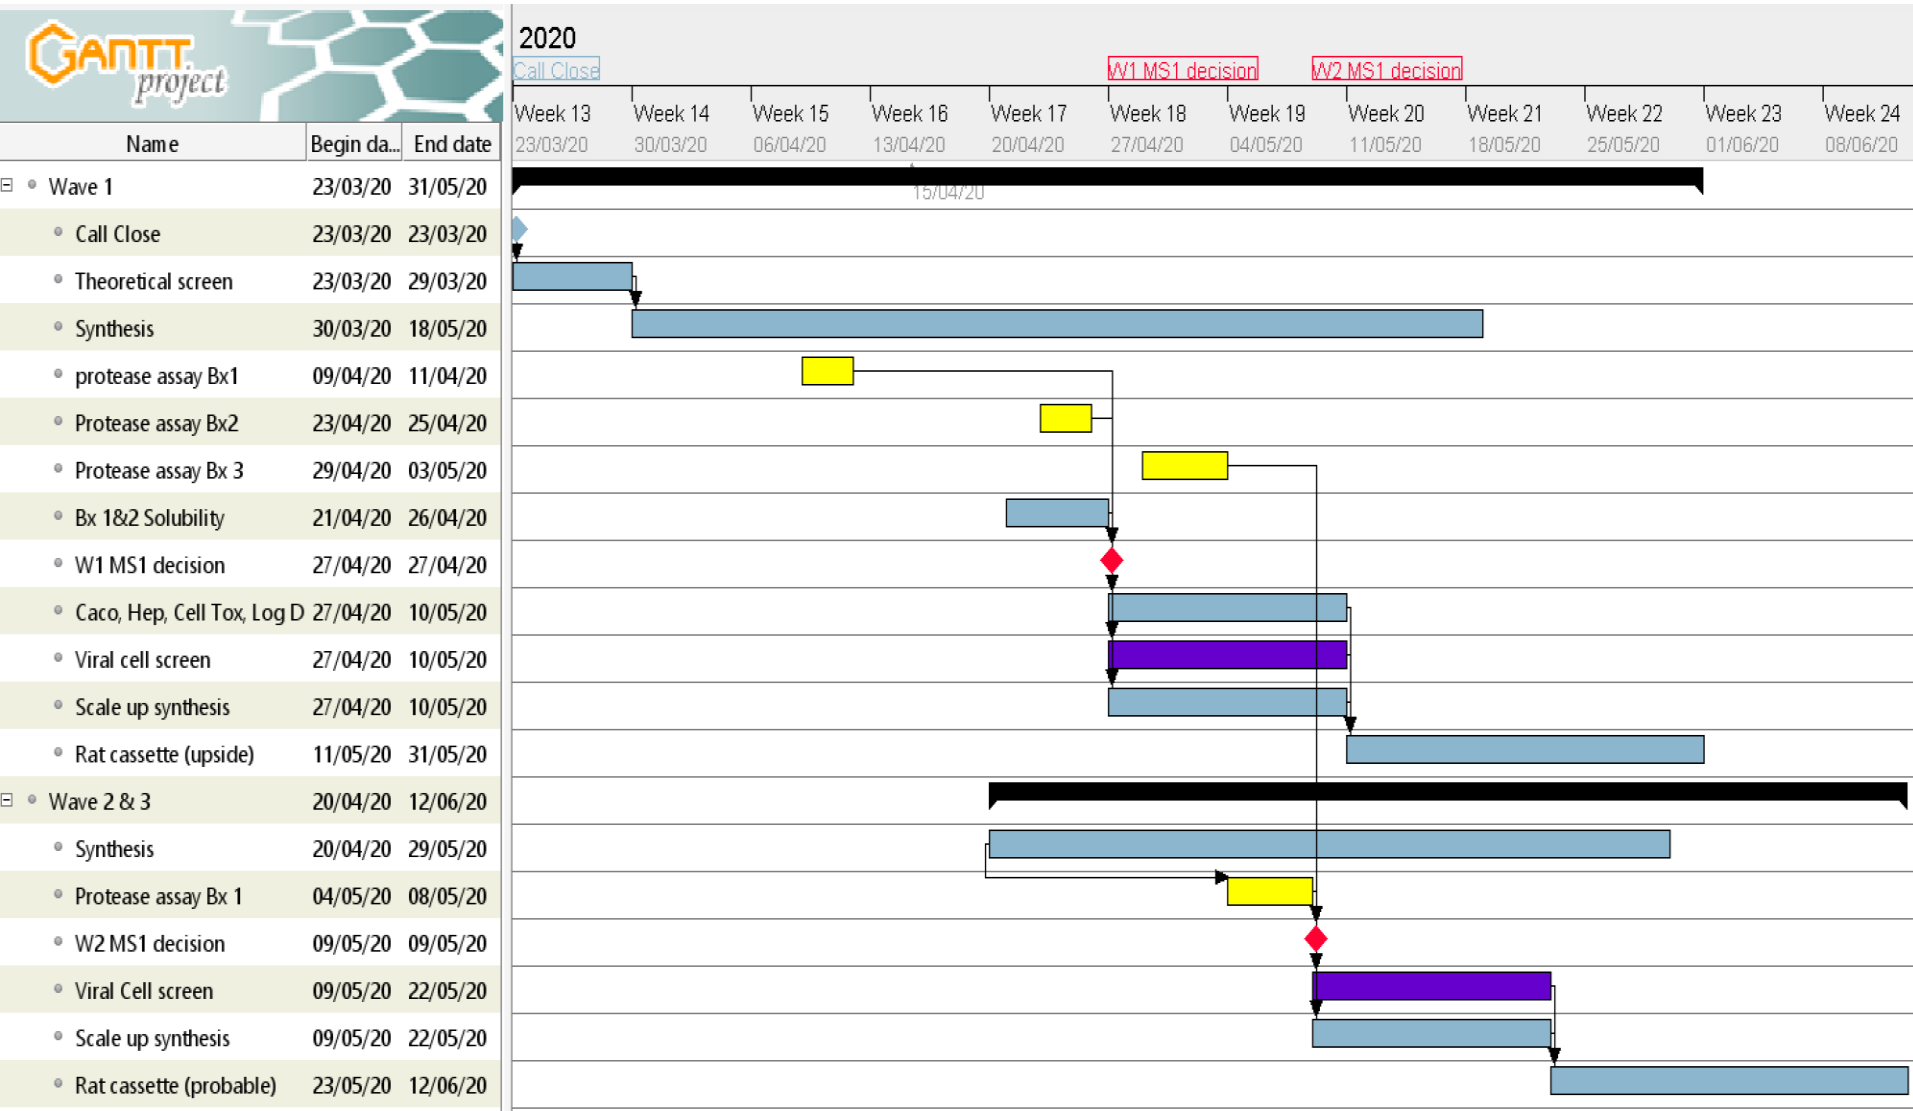 GANTT
project
2020
Call Close W1 MS1 decision W2 MS1 decision
Week 13 Week 14 Week 15 Week 16 Week 17 Week 18 Week 19 Week 20 Week 21 Week 22 Week 23 Week 24
Name Begin da... End date 23/03/20 30/03/20 06/04/20 13/04/20 20/04/20 27/04/20 04/05/20 11/05/20 18/05/20 25/05/20 01/06/20 08/06/20
Wave 1 23/03/20 31/05/20 15/04/20
Call Close 23/03/20 23/03/20
Theoretical screen 23/03/20 29/03/20
Synthesis 30/03/20 18/05/20
protease assay Bx1 09/04/20 11/04/20
Protease assay Bx2 23/04/20 25/04/20
Protease assay Bx 3 29/04/20 03/05/20
Bx 1&2 Solubility 21/04/20 26/04/20
W1 MS1 decision 27/04/20 27/04/20
Caco, Hep, Cell Tox, Log D 27/04/20 10/05/20
Viral cell screen 27/04/20 10/05/20
Scale up synthesis 27/04/20 10/05/20
Rat cassette (upside) 11/05/20 31/05/20
Wave 2 & 3 20/04/20 12/06/20
Synthesis 20/04/20 29/05/20
Protease assay Bx 1 04/05/20 08/05/20
W2 MS1 decision 09/05/20 09/05/20
Viral Cell screen 09/05/20 22/05/20
Scale up synthesis 09/05/20 22/05/20
Rat cassette (probable) 23/05/20 12/06/20